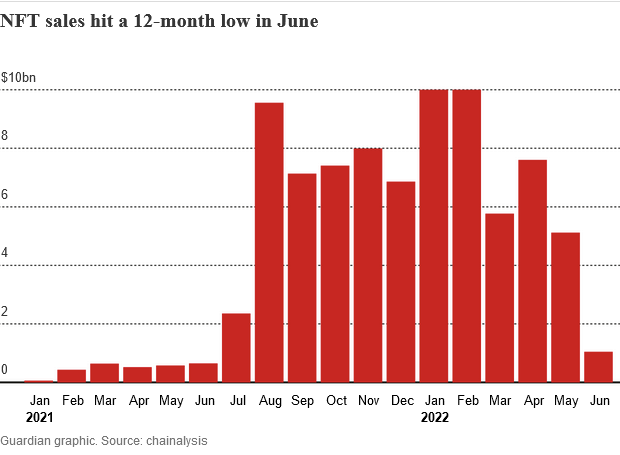 NFT sales hit a 12-month low in June
$10bn
8
6
4
2
0
Jan Feb Mar Apr May Jun Jul Aug Sep Oct Nov Dec Jan Feb Mar Apr May Jun
2021 2022
Guardian graphic. Source: chainalysis